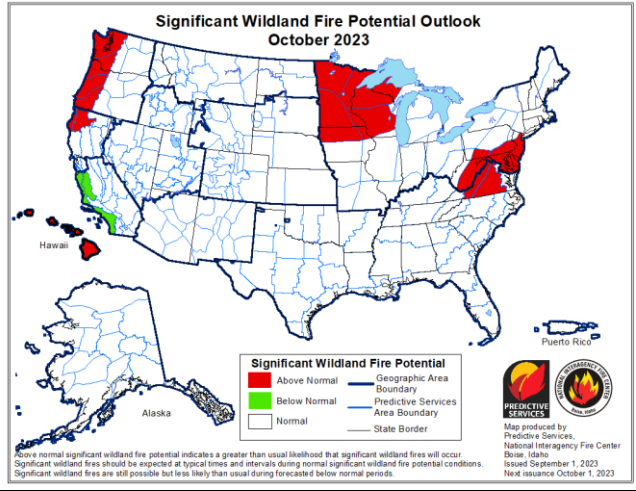 Significant Wildland Fire Potential Outlook
October 2023
Hawaii
Puerto Rico
Alaska
Significant Wildland Fire Potential
Above Normal
Below Normal
Normal
Geographic Area
Boundary
Predictive Services
Area Boundary
State Border
PREDICTIVE
SERVICES
NATIONAL INTERAGENCY FIRE CENTER
Boise, Idaho
Map produced by
Predictive Services,
National Interagency Fire Center
Boise, Idaho
Issued September 1, 2023
Next issuance October 1, 2023
Above normal significant wildland fire potential indicates a greater than usual likelihood that significant wildland fires will occur.
Significant wildland fires should be expected at typical times and intervals during normal significant wildland fire potential conditions.
Significant wildland fires are still possible but less likely than usual during forecasted below normal periods.